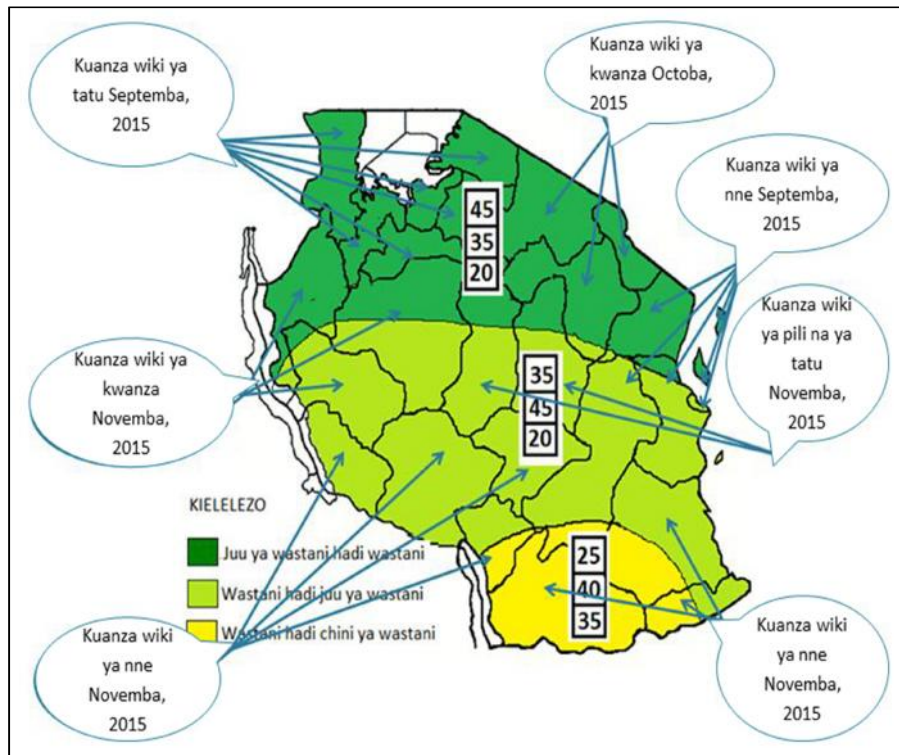 Kuanza wiki ya
tatu Septemba,
2015
Kuanza wiki ya
kwanza Octoba,
2015
Kuanza wiki ya
nne Septemba,
2015
Kuanza wiki
ya pili na ya
tatu
Novemba,
2015
Kuanza wiki ya
kwanza
Novemba,
2015
45
35
20
35
45
20
25
40
35
KIELELEZO
Juu ya wastani hadi wastani
Wastani hadi juu ya wastani
Wastani hadi chini ya wastani
Kuanza wiki
ya nne
Novemba,
2015
Kuanza wiki
ya nne
Novemba,
2015